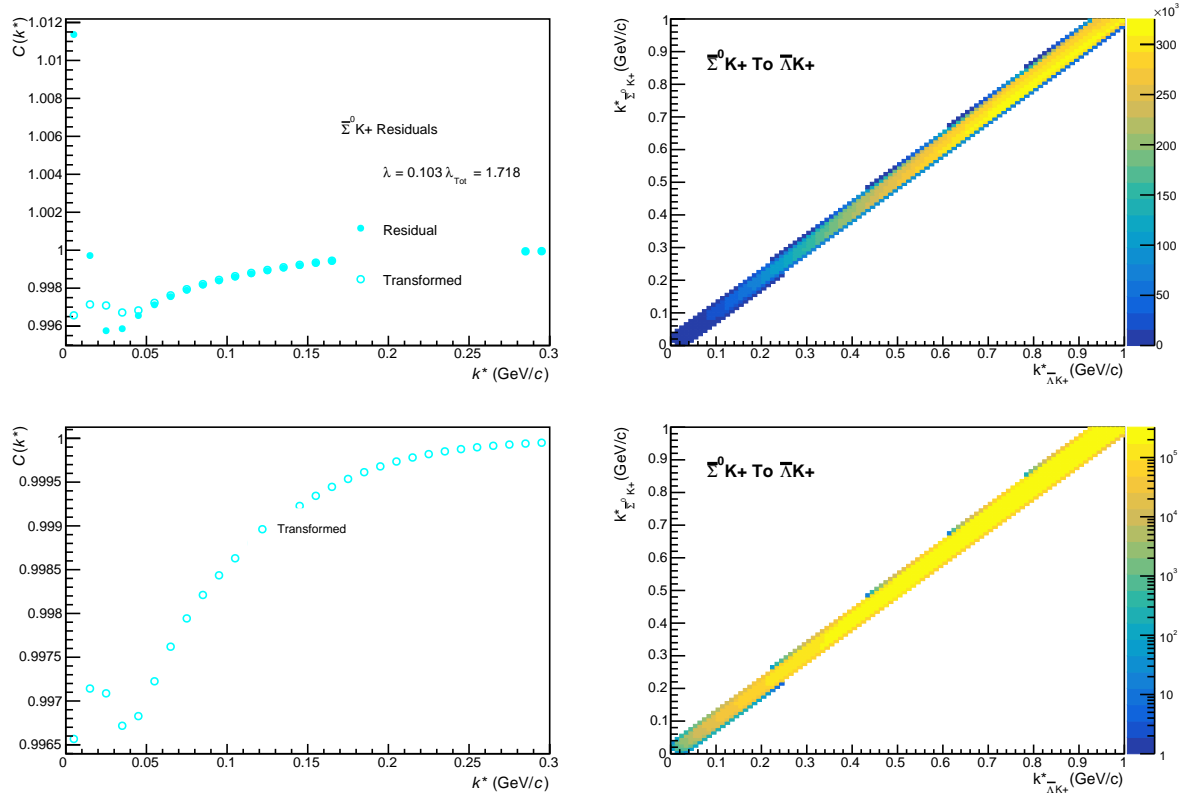 C(k*)
1.012
1.01
1.008
1.006
1.004
1.002
1
0.998
0.996
Σ̅⁰K+ Residuals
λ = 0.103 λ_Tot = 1.718
Residual
Transformed
0 0.05 0.1 0.15 0.2 0.25 0.3
k* (GeV/c)
k*_Σ̅⁰K+ (GeV/c)
Σ̅⁰K+ To Λ̅K+
×10³
1
0.9
0.8
0.7
0.6
0.5
0.4
0.3
0.2
0.1
0
0 0.1 0.2 0.3 0.4 0.5 0.6 0.7 0.8 0.9 1
k*_Λ̅K+ (GeV/c)
300
250
200
150
100
50
0
C(k*)
1
0.9995
0.999
0.9985
0.998
0.9975
0.997
0.9965
Transformed
0 0.05 0.1 0.15 0.2 0.25 0.3
k* (GeV/c)
k*_Σ̅⁰K+ (GeV/c)
Σ̅⁰K+ To Λ̅K+
1
0.9
0.8
0.7
0.6
0.5
0.4
0.3
0.2
0.1
0
0 0.1 0.2 0.3 0.4 0.5 0.6 0.7 0.8 0.9 1
k*_Λ̅K+ (GeV/c)
10⁵
10⁴
10³
10²
10
1